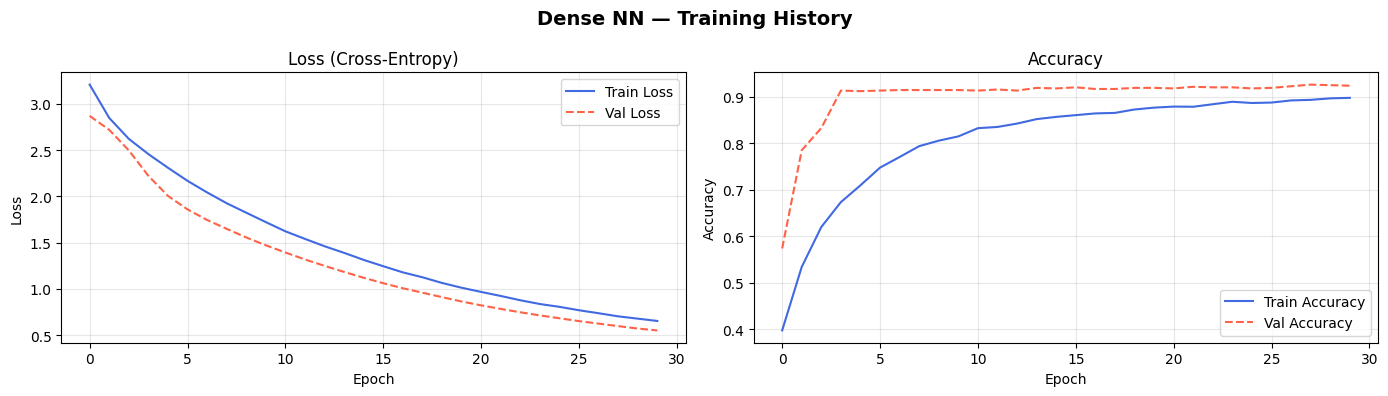 Dense NN — Training History
Loss (Cross-Entropy)
Loss
3.0
2.5
2.0
1.5
1.0
0.5
Train Loss
Val Loss
0 5 10 15 20 25 30
Epoch
Accuracy
Accuracy
0.9
0.8
0.7
0.6
0.5
0.4
Train Accuracy
Val Accuracy
0 5 10 15 20 25 30
Epoch